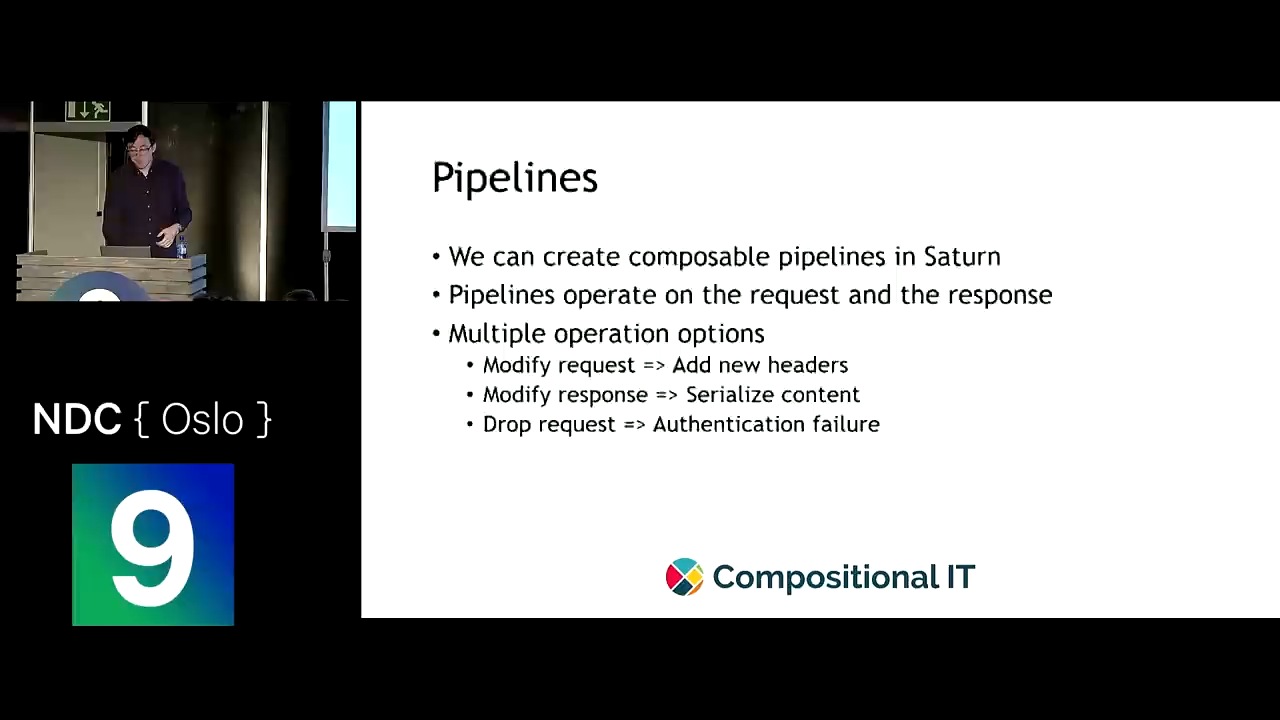 Pipelines
• We can create composable pipelines in Saturn
• Pipelines operate on the request and the response
• Multiple operation options
• Modify request => Add new headers
• Modify response => Serialize content
• Drop request => Authentication failure
Compositional IT
NDC { Oslo }
9